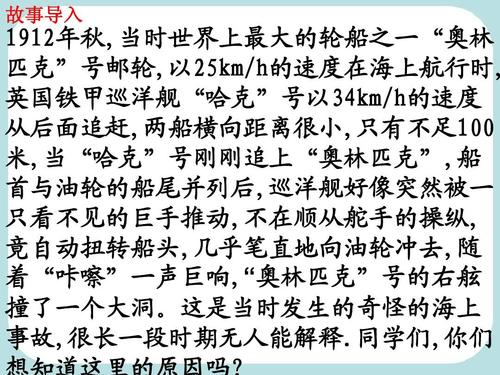 故事导入
1912年秋,当时世界上最大的轮船之一“奥林
匹克”号邮轮,以25km/h的速度在海上航行时,
英国铁甲巡洋舰“哈克”号以34km/h的速度
从后面追赶,两船横向距离很小,只有不足100
米,当“哈克”号刚刚追上“奥林匹克”,船
首与油轮的船尾并列后,巡洋舰好像突然被一
只看不见的巨手推动,不在顺从舵手的操纵,
竟自动扭转船头,几乎笔直地向油轮冲去,随
着“咔嚓”一声巨响,“奥林匹克”号的右舷
撞了一个大洞。这是当时发生的奇怪的海上
事故,很长一段时期无人能解释.同学们,你们
想知道这里的原因吗?